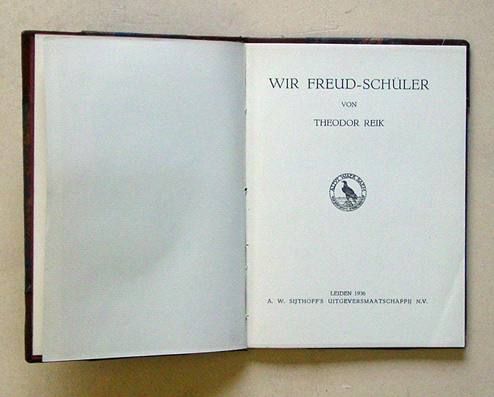 WIR FREUD-SCHÜLER
VON
THEODOR REIK
LEIDEN 1936
A. W. SIJTHOFF'S UITGEVERSMAATSCHAPPIJ N.V.